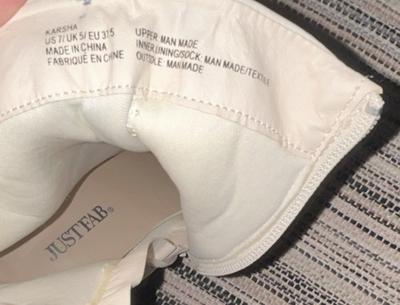 KARSHA
US 7/ UK 5/ EU 37.5
MADE IN CHINA
FABRIQUÉ EN CHINE
UPPER: MAN MADE
INNER LINING/SOCK: MAN MADE/TEXTILE
OUTSOLE: MAN MADE
JUSTFAB®